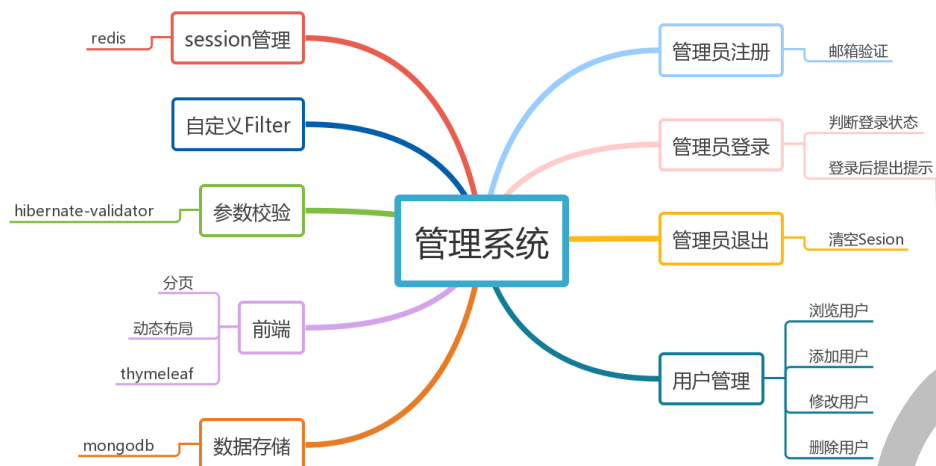 管理系统
管理员注册
邮箱验证
管理员登录
判断登录状态
登录后提出提示
管理员退出
清空Sesion
用户管理
浏览用户
添加用户
修改用户
删除用户
session管理
redis
自定义Filter
参数校验
hibernate-validator
前端
分页
动态布局
thymeleaf
数据存储
mongodb